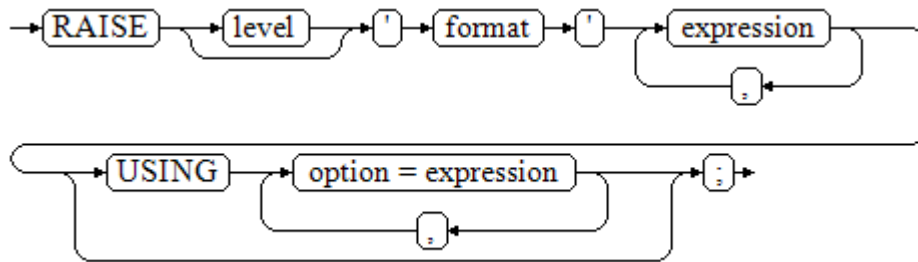 RAISE level ' format ' expression
,
USING option = expression ;
,